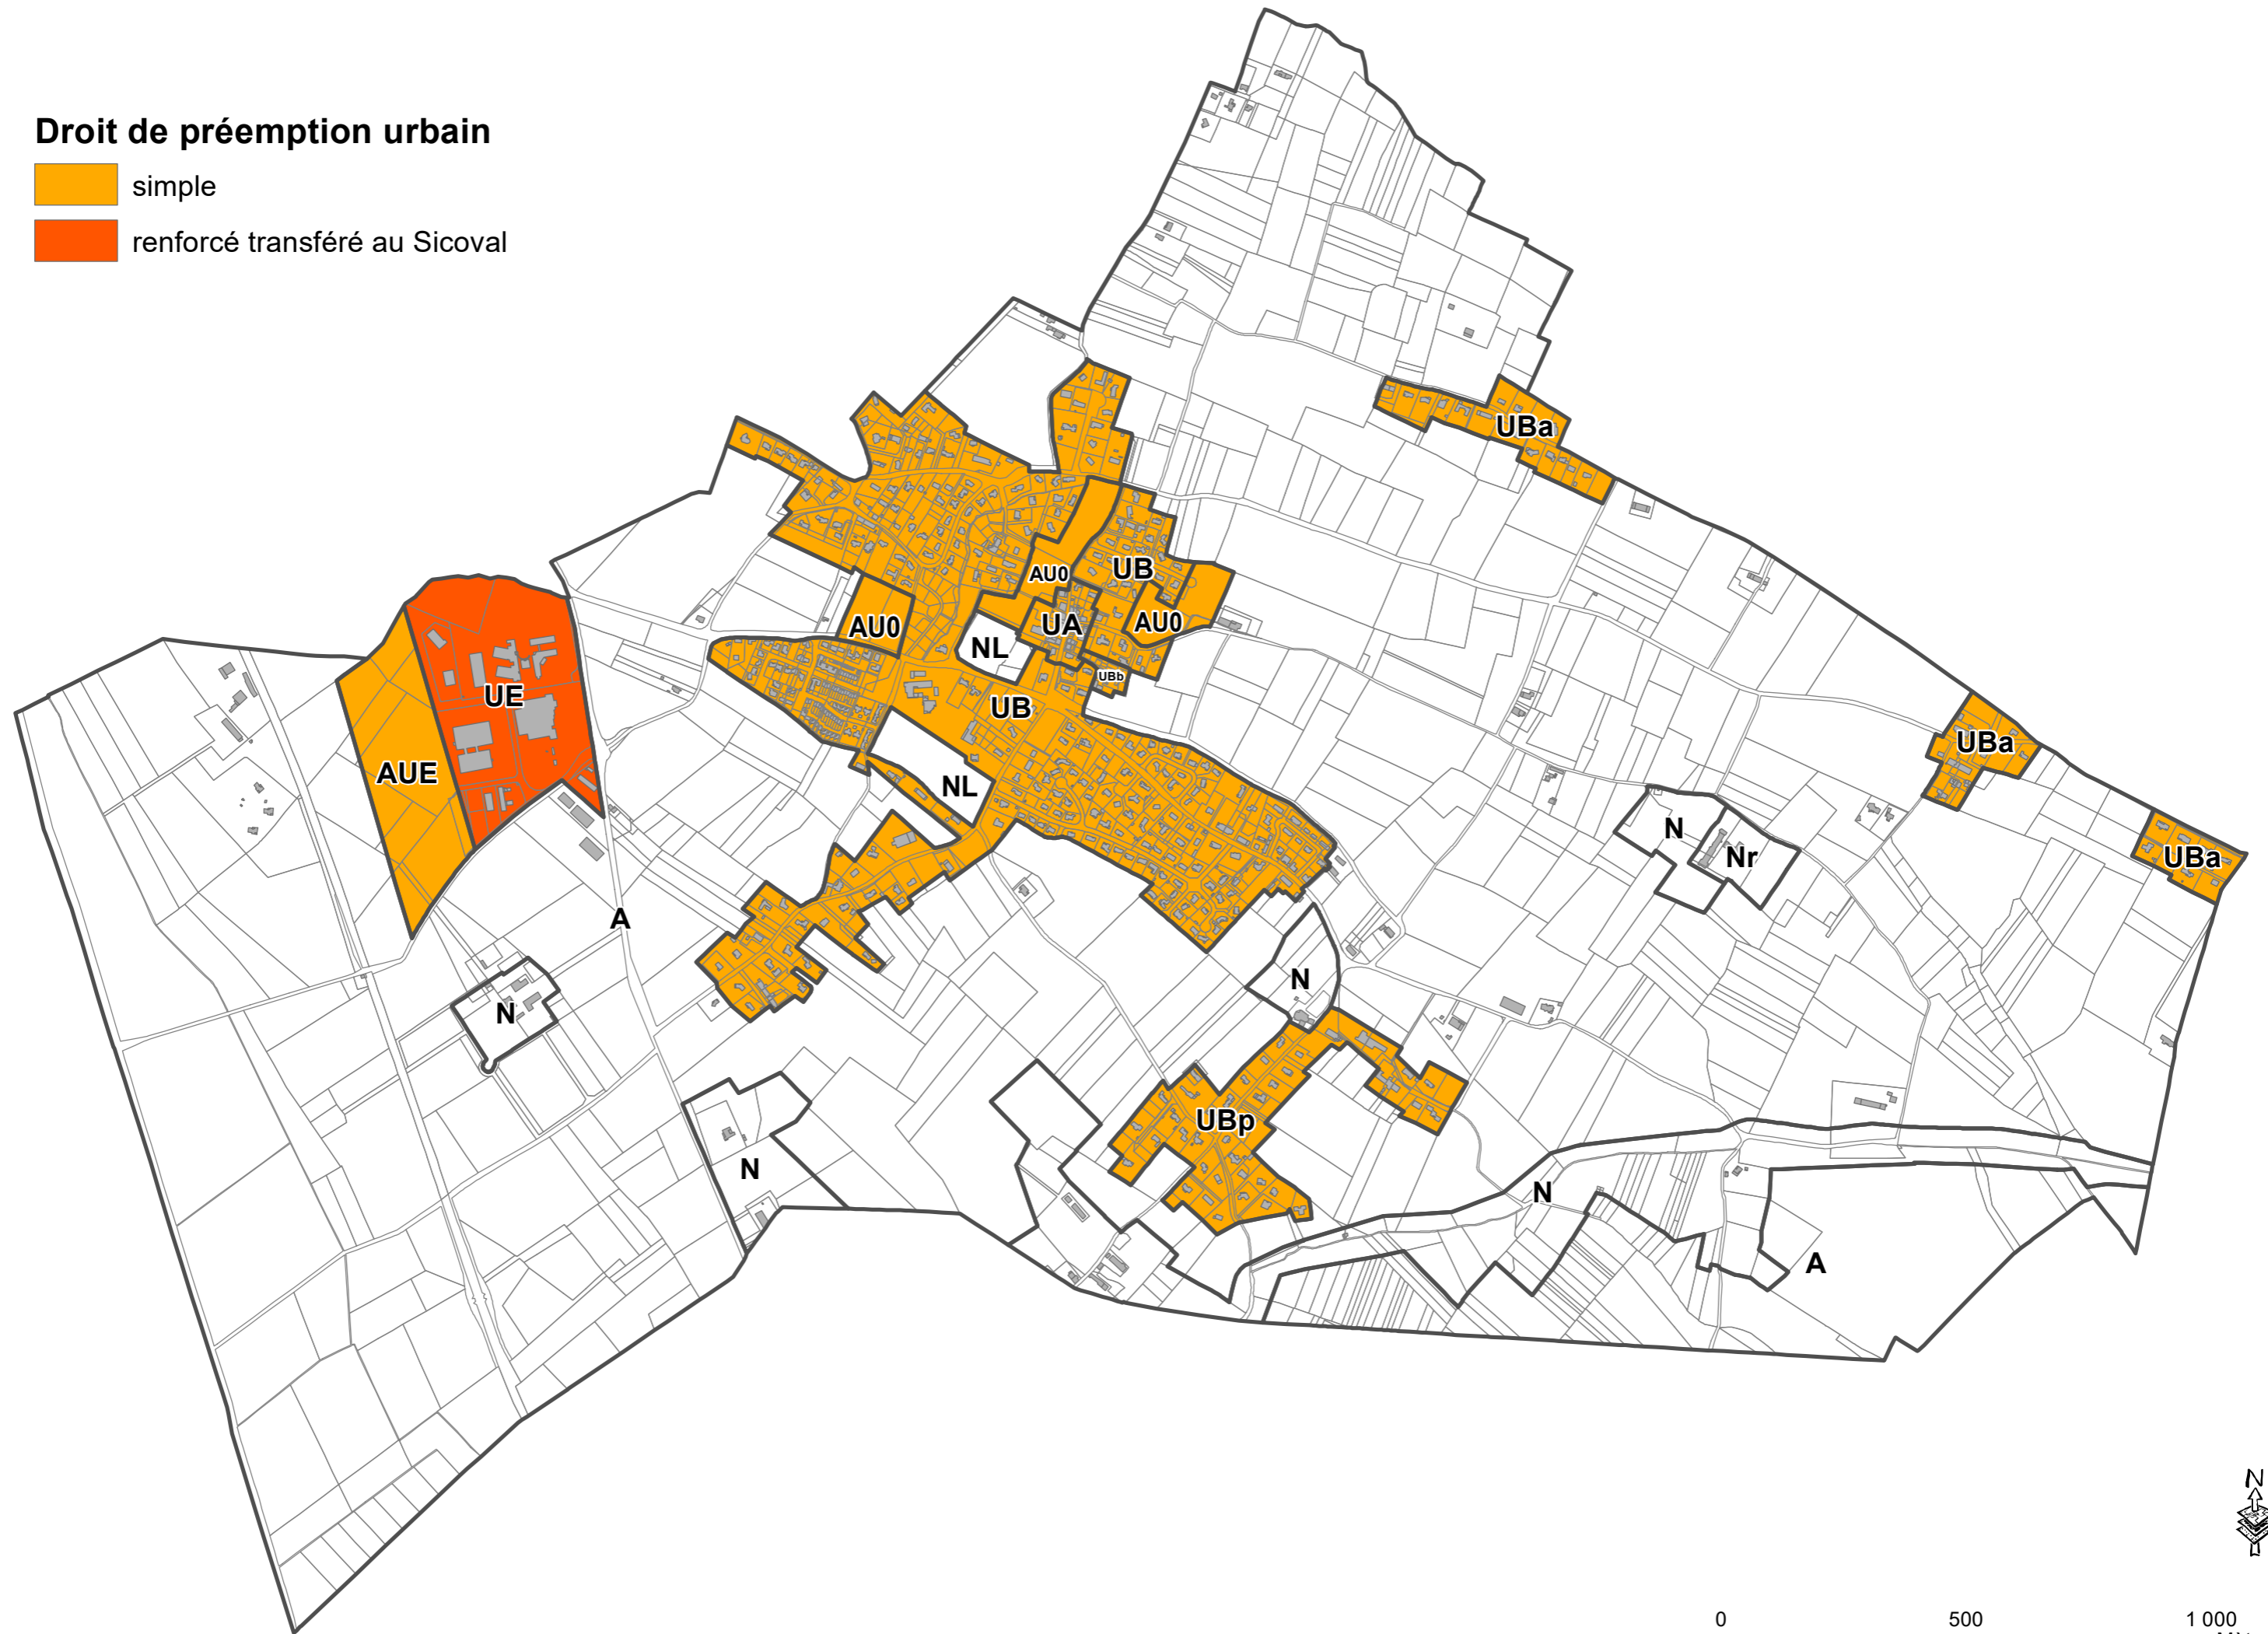 Droit de préemption urbain
simple
renforcé transféré au Sicoval
UBa
AU0
UB
AU0
UA
AU0
NL
UBb
UE
UB
UBa
AUE
NL
N
Nr
UBa
A
N
N
UBp
N
N
A
N
0 500 1 000